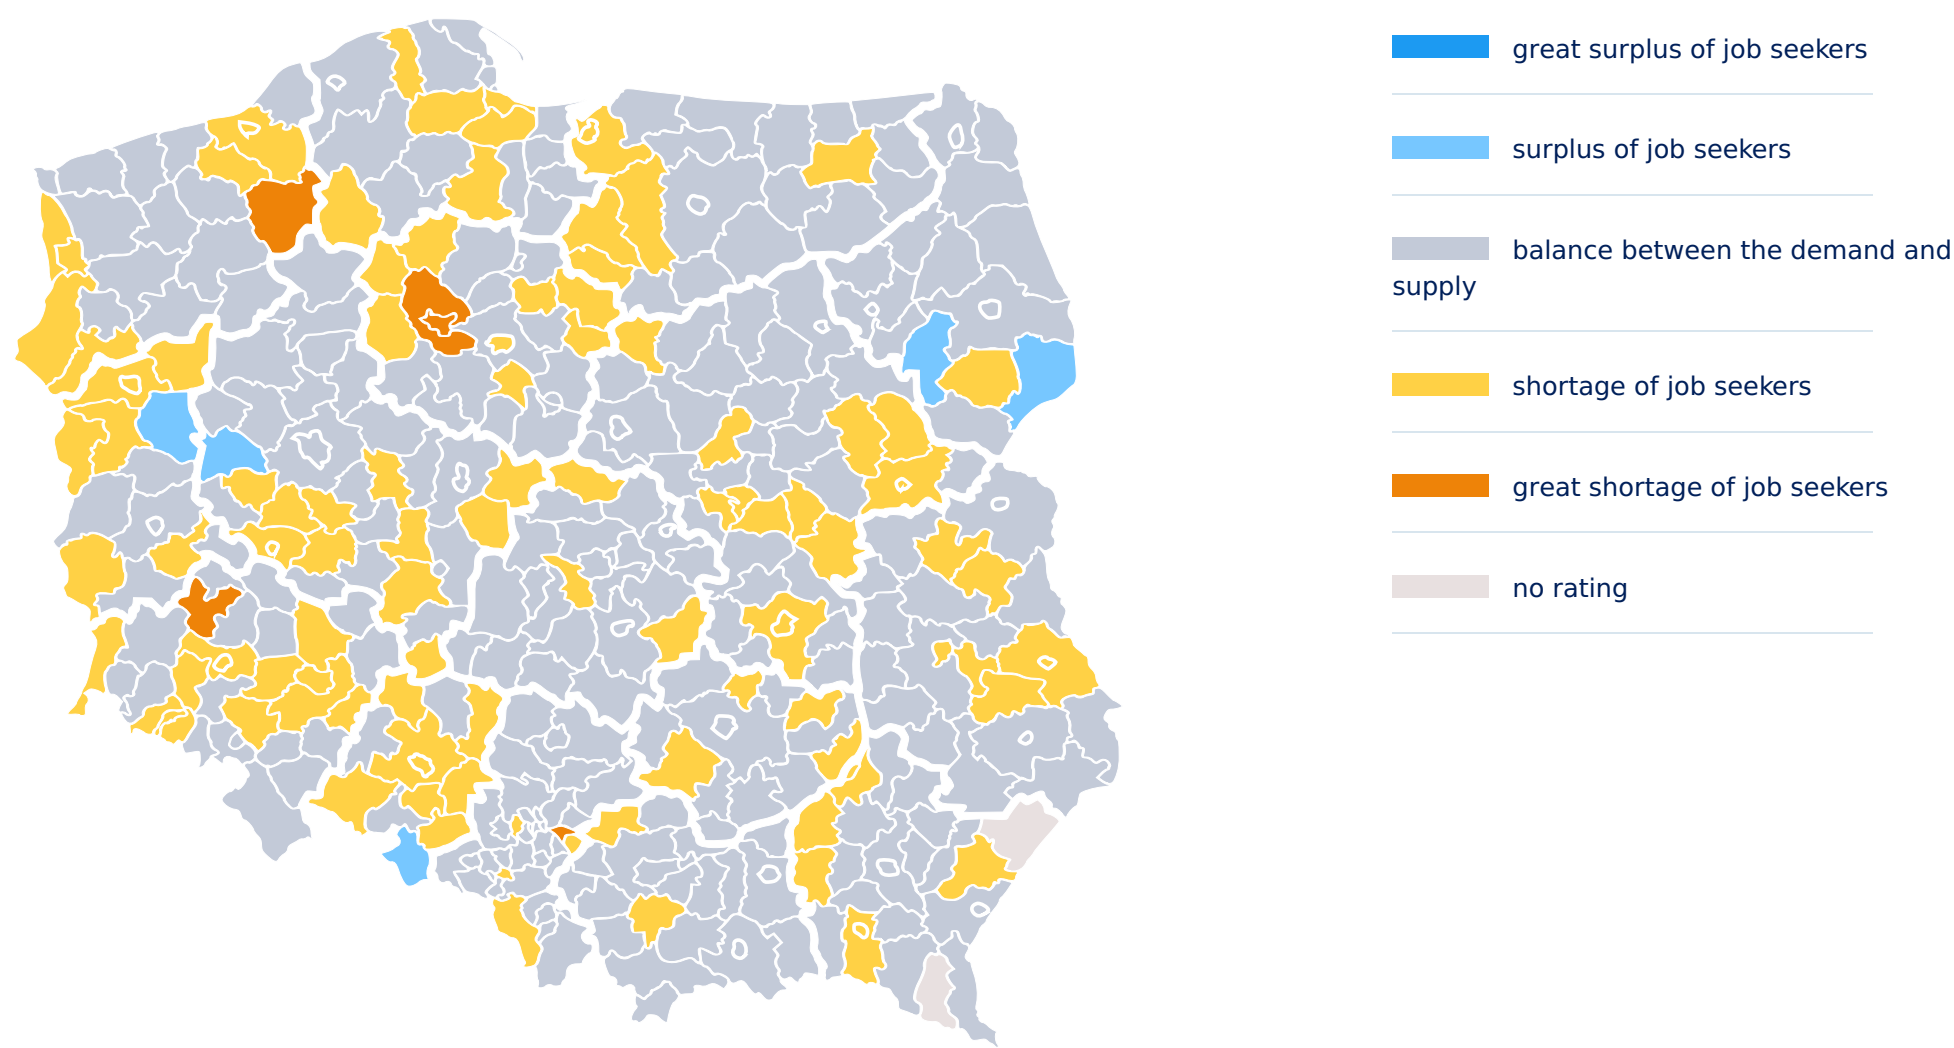 great surplus of job seekers
surplus of job seekers
balance between the demand and
supply
shortage of job seekers
great shortage of job seekers
no rating